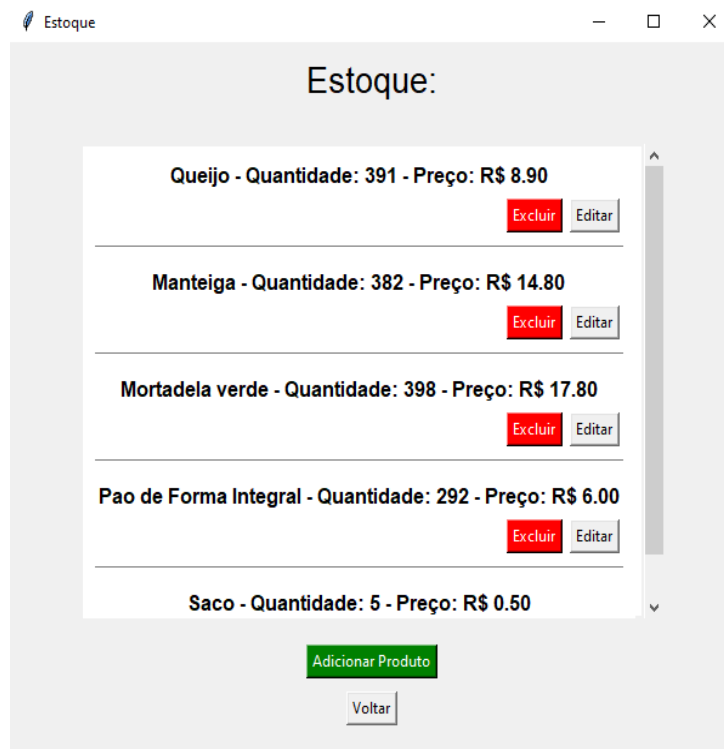 Estoque
Estoque:
Queijo - Quantidade: 391 - Preço: R$ 8.90
Excluir Editar
Manteiga - Quantidade: 382 - Preço: R$ 14.80
Excluir Editar
Mortadela verde - Quantidade: 398 - Preço: R$ 17.80
Excluir Editar
Pao de Forma Integral - Quantidade: 292 - Preço: R$ 6.00
Excluir Editar
Saco - Quantidade: 5 - Preço: R$ 0.50
Adicionar Produto
Voltar